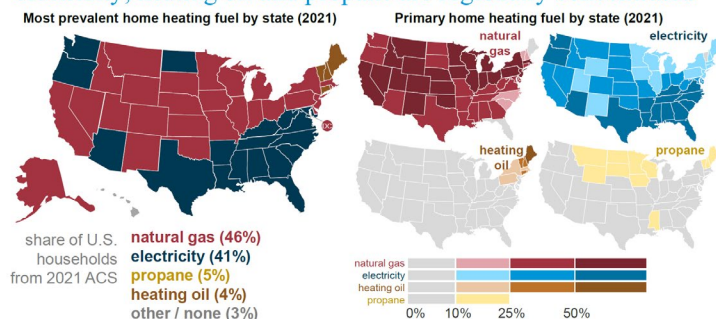 Most prevalent home heating fuel by state (2021)
share of U.S.
households
from 2021 ACS
natural gas (46%)
electricity (41%)
propane (5%)
heating oil (4%)
other / none (3%)
Primary home heating fuel by state (2021)
natural
gas
electricity
heating
oil
propane
natural gas
electricity
heating oil
propane
0% 10% 25% 50%